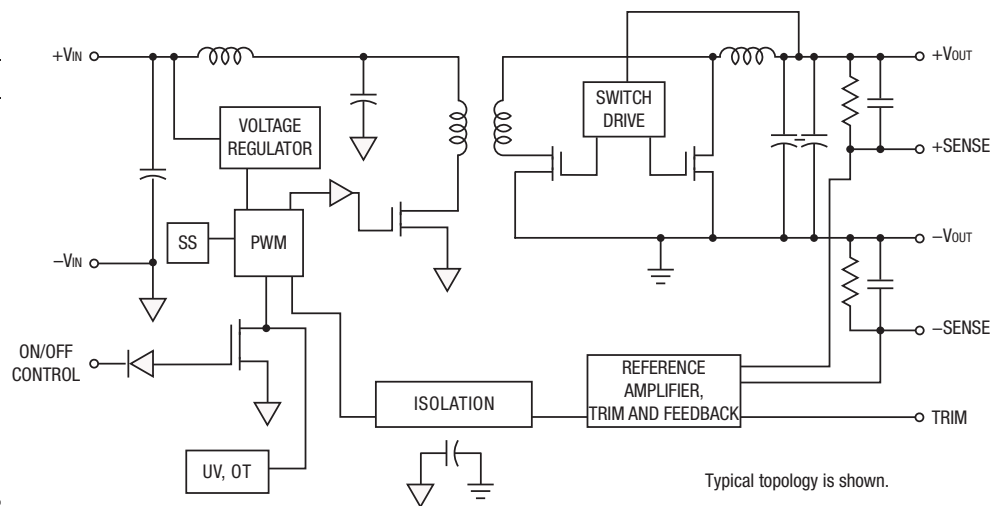 +VIN
+VOUT
SWITCH
DRIVE
VOLTAGE
REGULATOR
+SENSE
SS
PWM
−VIN
−VOUT
−SENSE
ON/OFF
CONTROL
REFERENCE
AMPLIFIER,
TRIM AND FEEDBACK
ISOLATION
TRIM
UV, OT
Typical topology is shown.